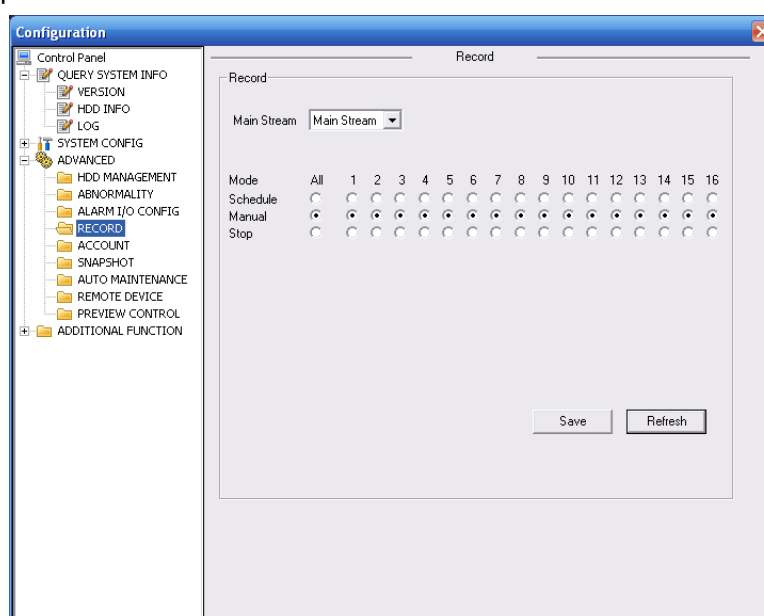 Configuration
Control Panel
QUERY SYSTEM INFO
VERSION
HDD INFO
LOG
SYSTEM CONFIG
ADVANCED
HDD MANAGEMENT
ABNORMALITY
ALARM I/O CONFIG
RECORD
ACCOUNT
SNAPSHOT
AUTO MAINTENANCE
REMOTE DEVICE
PREVIEW CONTROL
ADDITIONAL FUNCTION
Record
Record
Main Stream Main Stream
Mode All 1 2 3 4 5 6 7 8 9 10 11 12 13 14 15 16
Schedule
Manual
Stop
Save Refresh